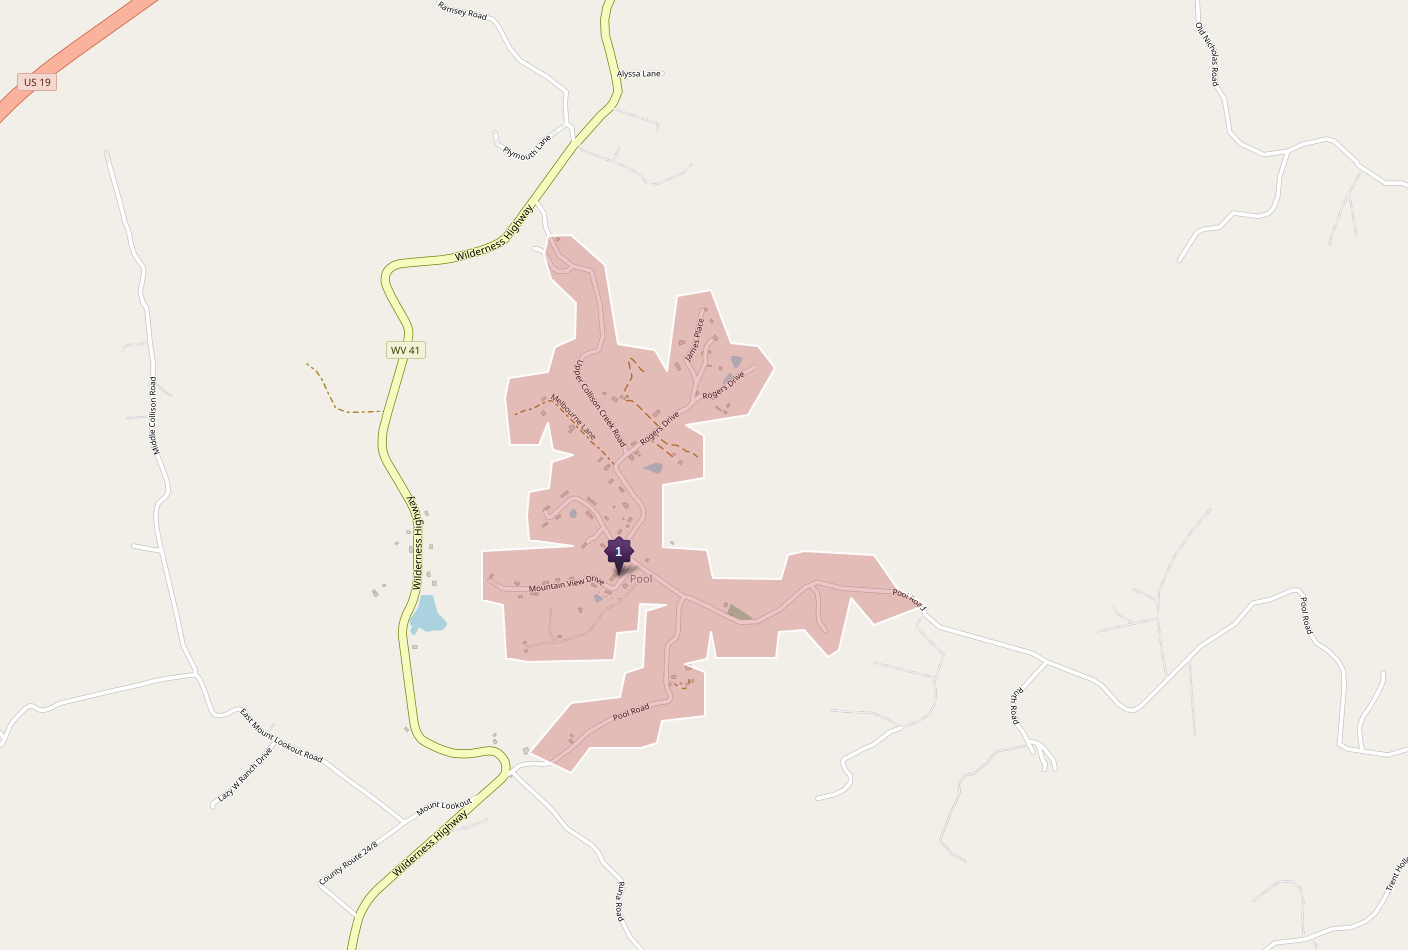 Ramsey Road
Old Nicholas Road
Alyssa Lane
US 19
Plymouth Lane
Wilderness Highway
James Place
WV 41
Rogers Drive
Upper Collison Creek Road
Middle Collison Road
Melbourne Lane
Rogers Drive
Wilderness Highway
1
Pool
Mountain View Drive
Pool Road
Pool Road
Ruth Road
Pool Road
East Mount Lookout Road
Lazy W Ranch Drive
Mount Lookout
Wilderness Highway
County Route 24/8
Runa Road
Trent Hollo